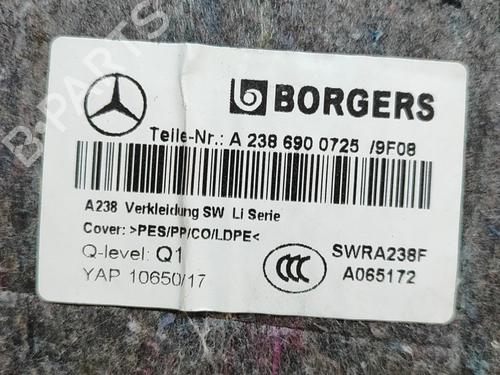 BORGERS
Teile-Nr.: A 238 690 0725 /9F08
A238 Verkleidung SW Li Serie
Cover: >PES/PP/CO/LDPE<
Q-level: Q1
YAP 10650/17
CCC
SWRA238F
A065172